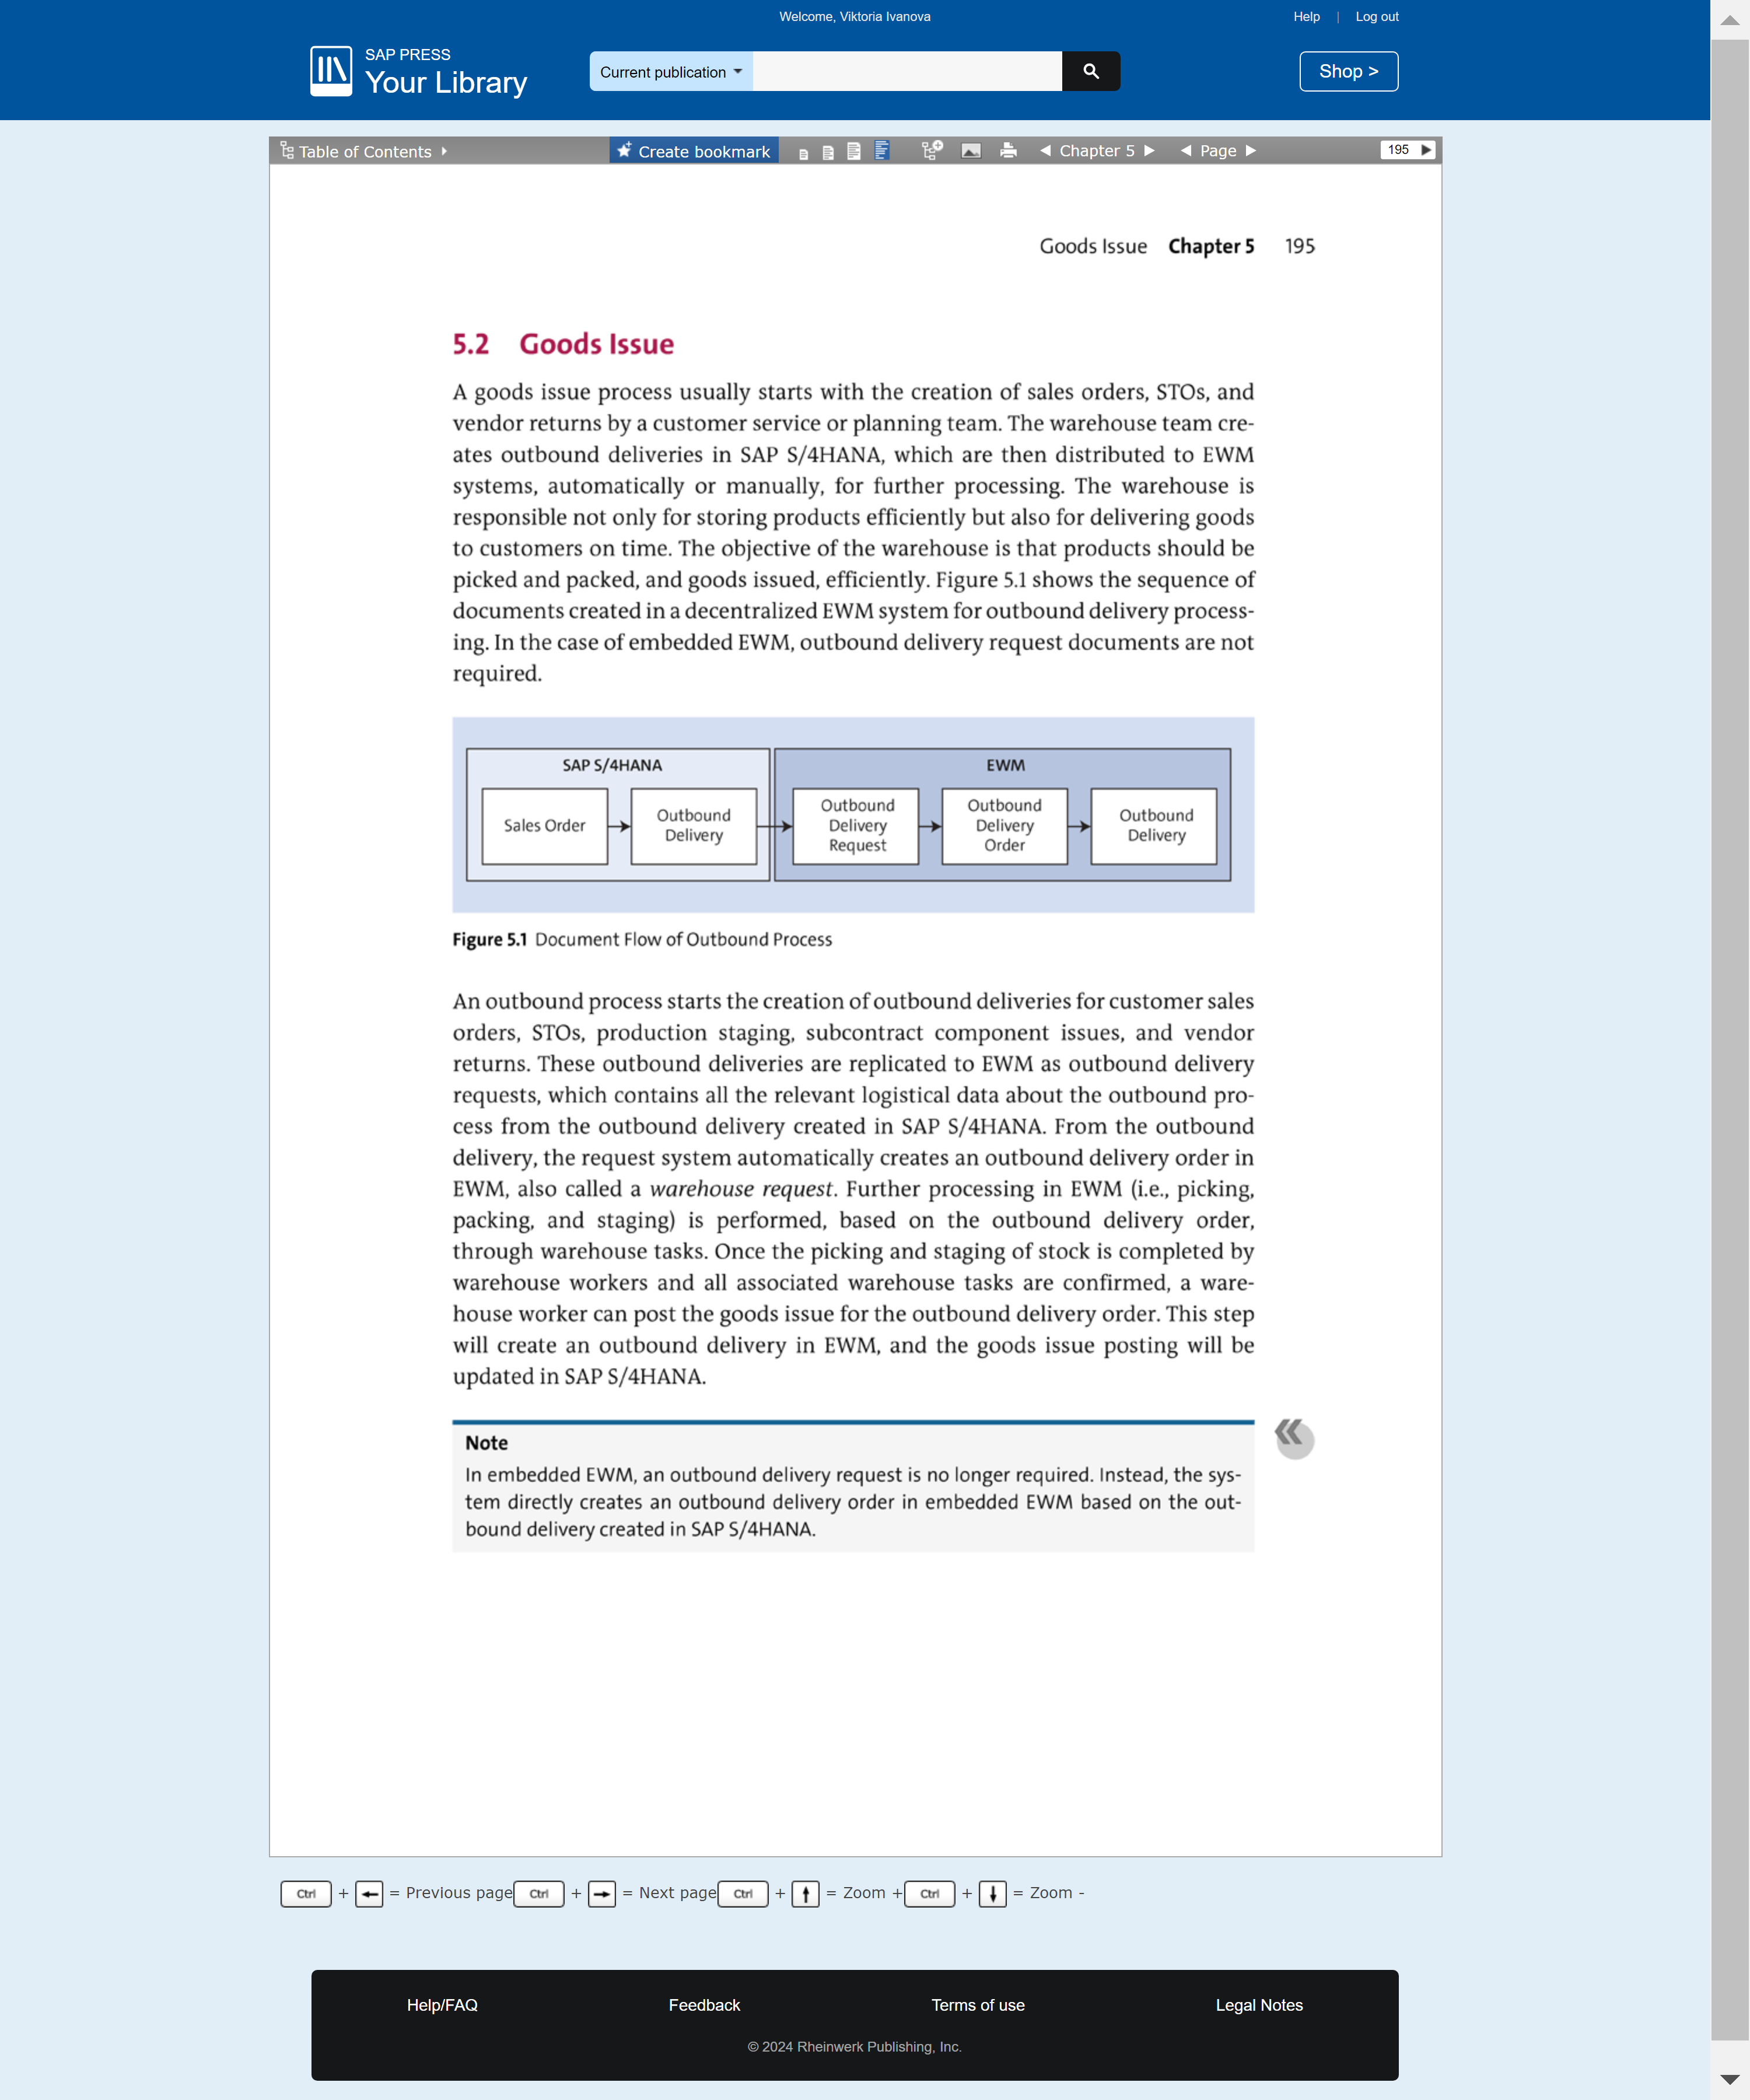 Welcome, Viktoria Ivanova
Help | Log out
SAP PRESS
Your Library
Current publication
Shop >
Table of Contents
Create bookmark
Chapter 5
Page
195
Goods Issue Chapter 5 195
5.2 Goods Issue
A goods issue process usually starts with the creation of sales orders, STOs, and
vendor returns by a customer service or planning team. The warehouse team cre-
ates outbound deliveries in SAP S/4HANA, which are then distributed to EWM
systems, automatically or manually, for further processing. The warehouse is
responsible not only for storing products efficiently but also for delivering goods
to customers on time. The objective of the warehouse is that products should be
picked and packed, and goods issued, efficiently. Figure 5.1 shows the sequence of
documents created in a decentralized EWM system for outbound delivery process-
ing. In the case of embedded EWM, outbound delivery request documents are not
required.
SAP S/4HANA
Sales Order
Outbound
Delivery
EWM
Outbound
Delivery
Request
Outbound
Delivery
Order
Outbound
Delivery
Figure 5.1 Document Flow of Outbound Process
An outbound process starts the creation of outbound deliveries for customer sales
orders, STOs, production staging, subcontract component issues, and vendor
returns. These outbound deliveries are replicated to EWM as outbound delivery
requests, which contains all the relevant logistical data about the outbound pro-
cess from the outbound delivery created in SAP S/4HANA. From the outbound
delivery, the request system automatically creates an outbound delivery order in
EWM, also called a warehouse request. Further processing in EWM (i.e., picking,
packing, and staging) is performed, based on the outbound delivery order,
through warehouse tasks. Once the picking and staging of stock is completed by
warehouse workers and all associated warehouse tasks are confirmed, a ware-
house worker can post the goods issue for the outbound delivery order. This step
will create an outbound delivery in EWM, and the goods issue posting will be
updated in SAP S/4HANA.
Note
In embedded EWM, an outbound delivery request is no longer required. Instead, the sys-
tem directly creates an outbound delivery order in embedded EWM based on the out-
bound delivery created in SAP S/4HANA.
Ctrl + ← = Previous page Ctrl + → = Next page Ctrl + ↑ = Zoom + Ctrl + ↓ = Zoom -
Help/FAQ Feedback Terms of use Legal Notes
© 2024 Rheinwerk Publishing, Inc.